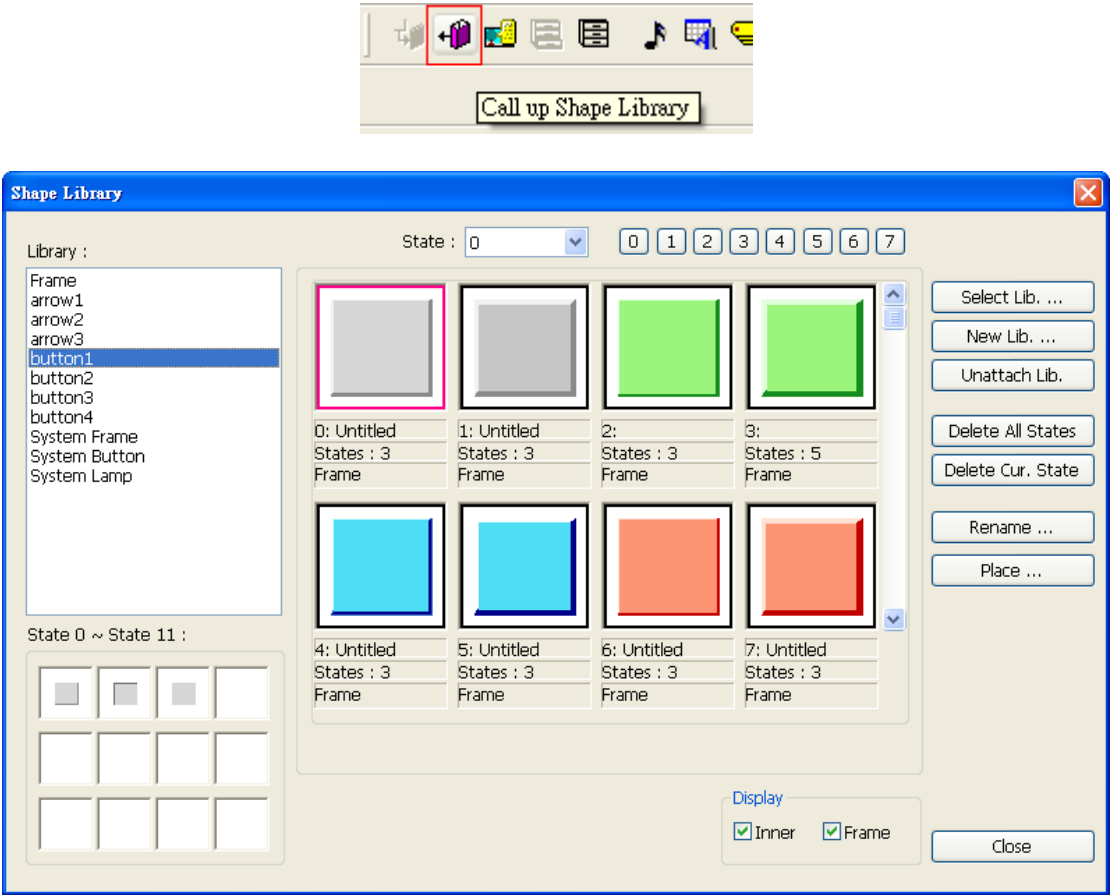 Call up Shape Library
Shape Library
Library :
State : 0
0 1 2 3 4 5 6 7
Frame
arrow1
arrow2
arrow3
button1
button2
button3
button4
System Frame
System Button
System Lamp
0: Untitled
States : 3
Frame
1: Untitled
States : 3
Frame
2:
States : 3
Frame
3:
States : 5
Frame
4: Untitled
States : 3
Frame
5: Untitled
States : 3
Frame
6: Untitled
States : 3
Frame
7: Untitled
States : 3
Frame
Select Lib. ...
New Lib. ...
Unattach Lib.
Delete All States
Delete Cur. State
Rename ...
Place ...
State 0 ~ State 11 :
Display
Inner
Frame
Close